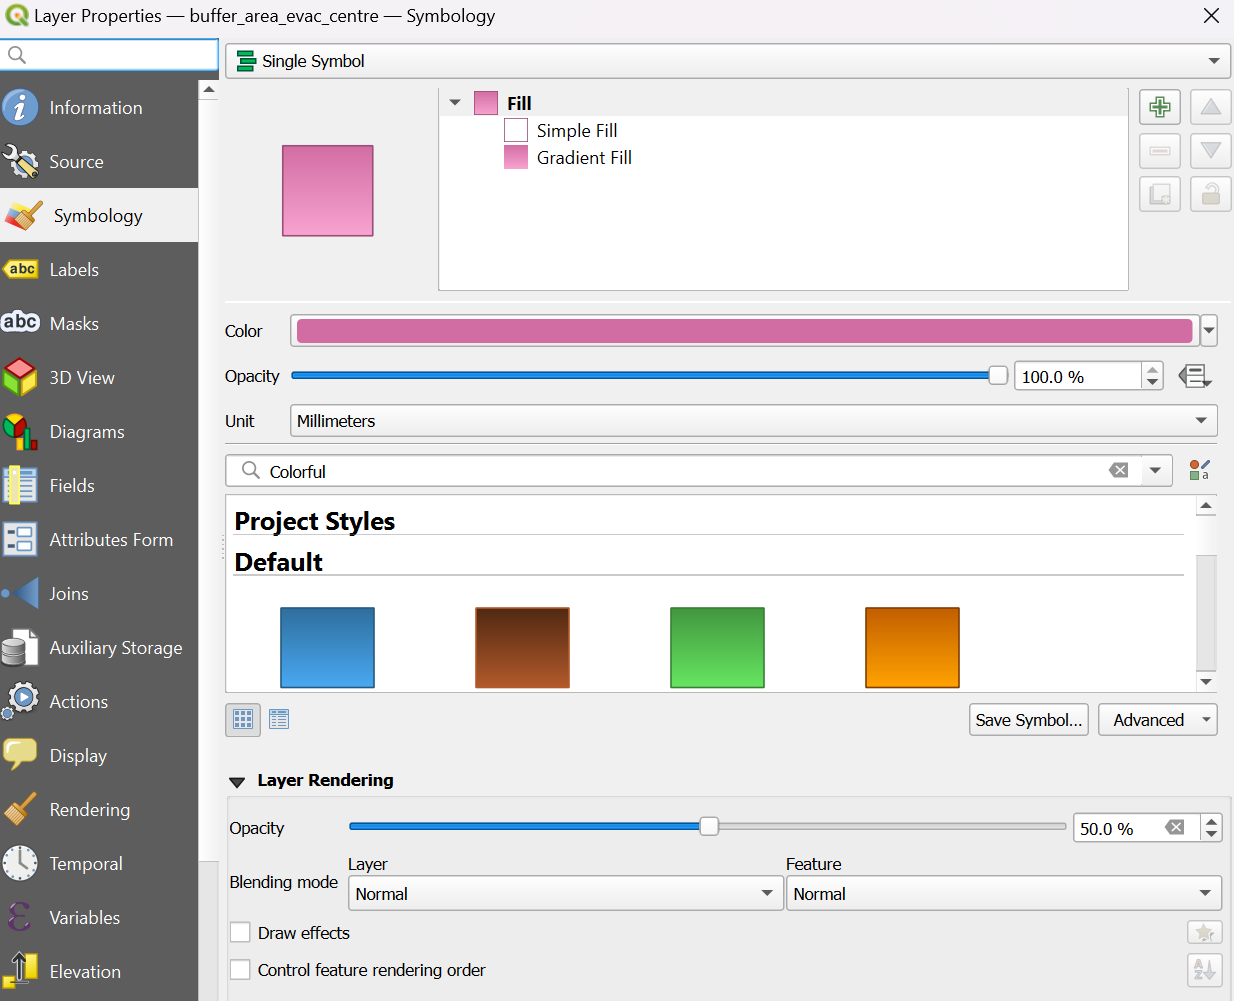 Layer Properties — buffer_area_evac_centre — Symbology
Information
Source
Symbology
abc Labels
abc Masks
3D View
Diagrams
Fields
Attributes Form
Joins
Auxiliary Storage
Actions
Display
Rendering
Temporal
Variables
Elevation
Single Symbol
Fill
Simple Fill
Gradient Fill
Color
Opacity 100.0 %
Unit Millimeters
Colorful
a
Project Styles
Default
Save Symbol... Advanced
Layer Rendering
Opacity 50.0 %
Layer Feature
Blending mode Normal Normal
Draw effects
Control feature rendering order
A
Z